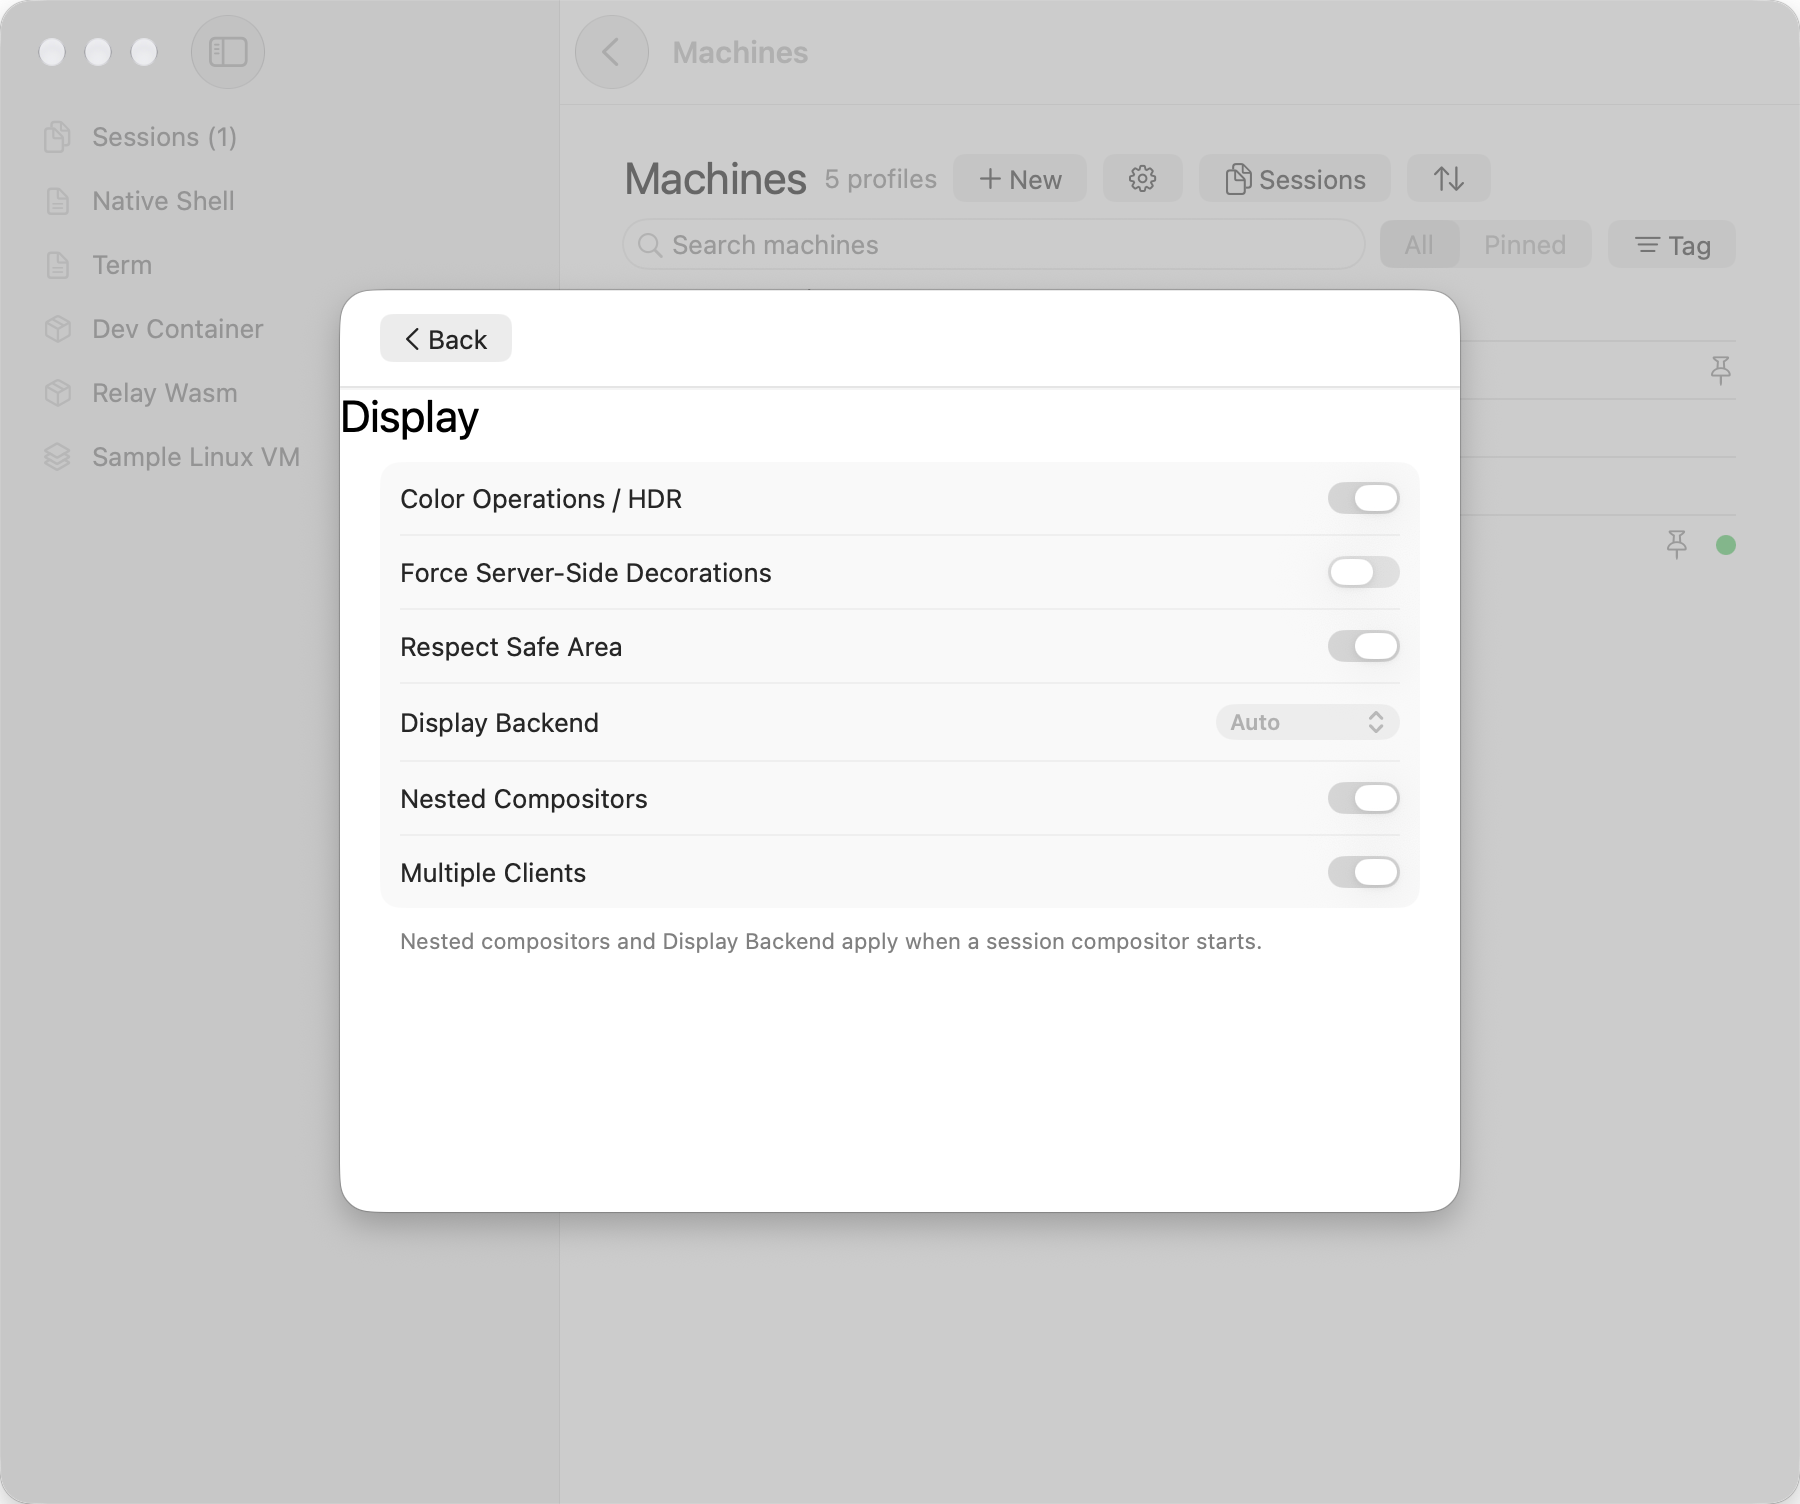 Machines
Sessions (1)
Native Shell
Term
Dev Container
Relay Wasm
Sample Linux VM
Machines 5 profiles + New Sessions
Search machines All Pinned Tag
Back
Display
Color Operations / HDR
Force Server-Side Decorations
Respect Safe Area
Display Backend Auto
Nested Compositors
Multiple Clients
Nested compositors and Display Backend apply when a session compositor starts.